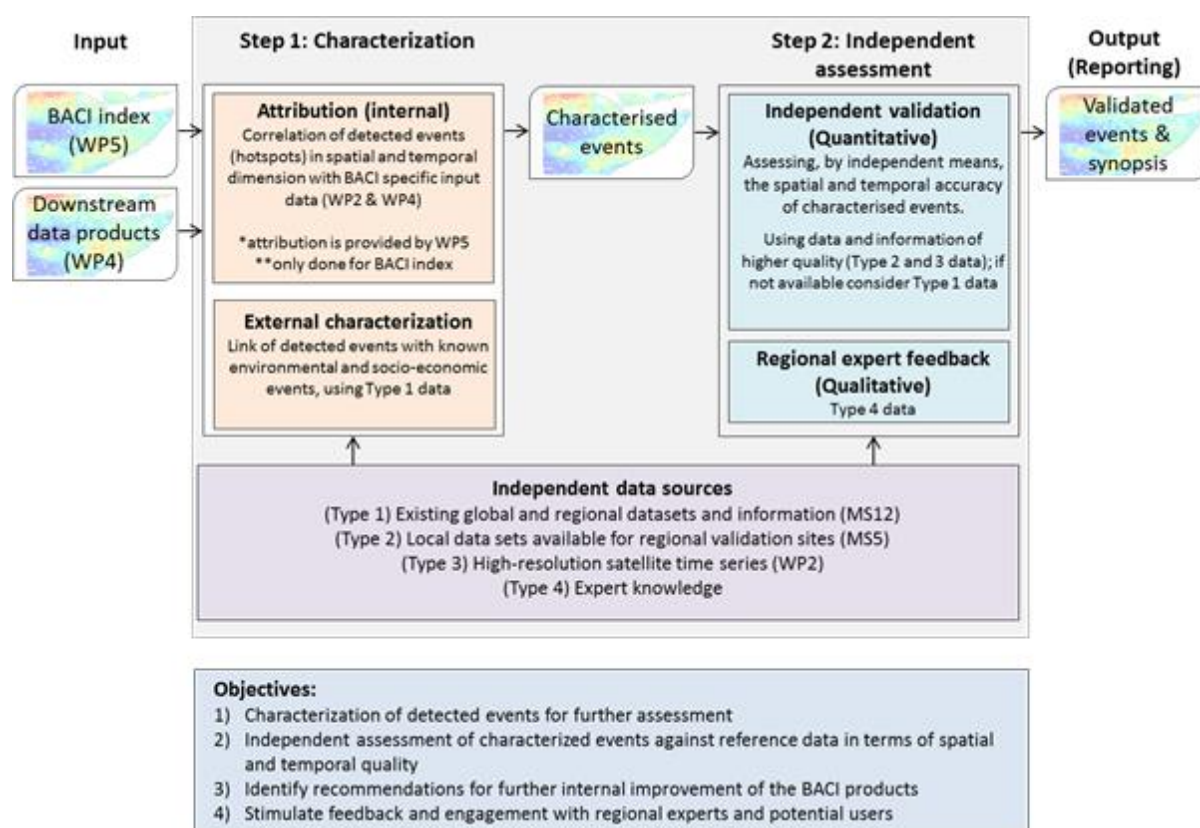 Input
BACI index
(WP5)
Downstream
data products
(WP4)
Step 1: Characterization
Attribution (internal)
Correlation of detected events
(hotspots) in spatial and temporal
dimension with BACI specific input
data (WP2 & WP4)
*attribution is provided by WP5
**only done for BACI index
External characterization
Link of detected events with known
environmental and socio-economic
events, using Type 1 data
Characterised
events
Step 2: Independent
assessment
Independent validation
(Quantitative)
Assessing, by independent means,
the spatial and temporal accuracy
of characterised events.
Using data and information of
higher quality (Type 2 and 3 data); if
not available consider Type 1 data
Regional expert feedback
(Qualitative)
Type 4 data
Output
(Reporting)
Validated
events &
synopsis
Independent data sources
(Type 1) Existing global and regional datasets and information (MS12)
(Type 2) Local data sets available for regional validation sites (MS5)
(Type 3) High-resolution satellite time series (WP2)
(Type 4) Expert knowledge
Objectives:
1) Characterization of detected events for further assessment
2) Independent assessment of characterized events against reference data in terms of spatial
and temporal quality
3) Identify recommendations for further internal improvement of the BACI products
4) Stimulate feedback and engagement with regional experts and potential users